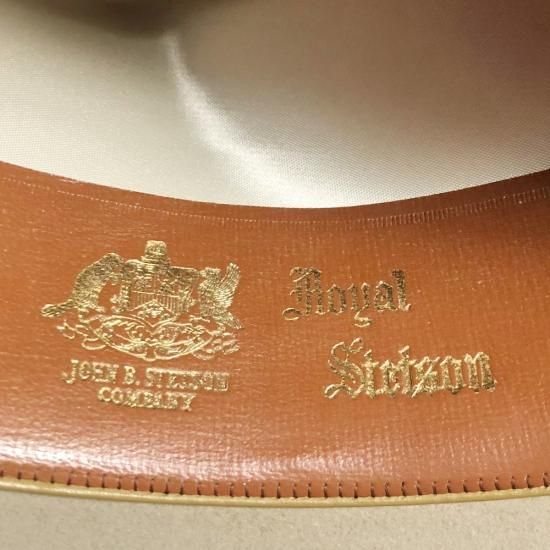 JOHN B. STETSON
COMPANY
Royal
Stetson